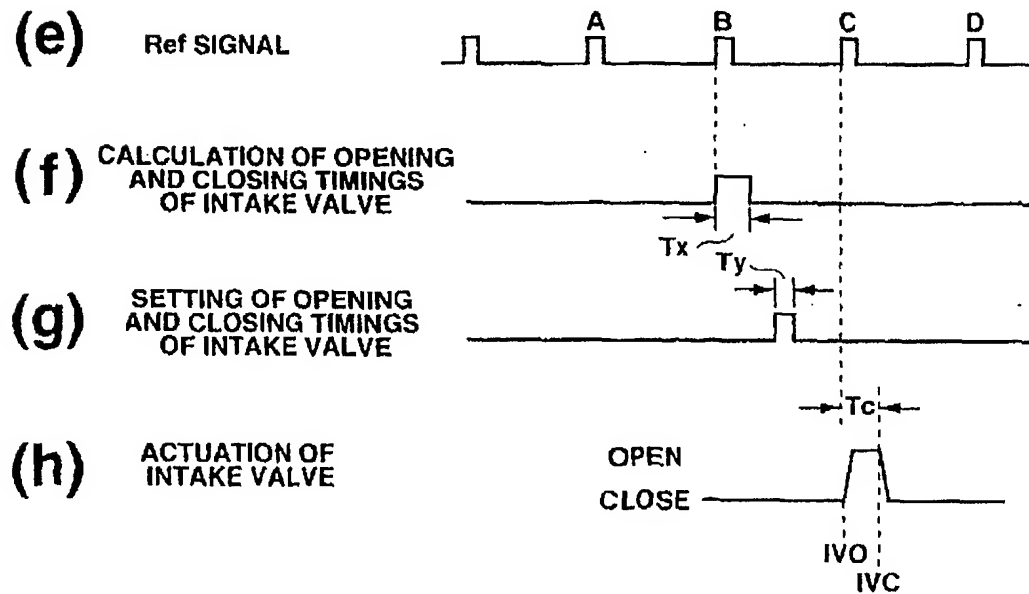 (e) Ref SIGNAL A B C D
(f) CALCULATION OF OPENING
AND CLOSING TIMINGS
OF INTAKE VALVE
Tx
Ty
(g) SETTING OF OPENING
AND CLOSING TIMINGS
OF INTAKE VALVE
Tc
(h) ACTUATION OF
INTAKE VALVE
OPEN
CLOSE
IVO
IVC